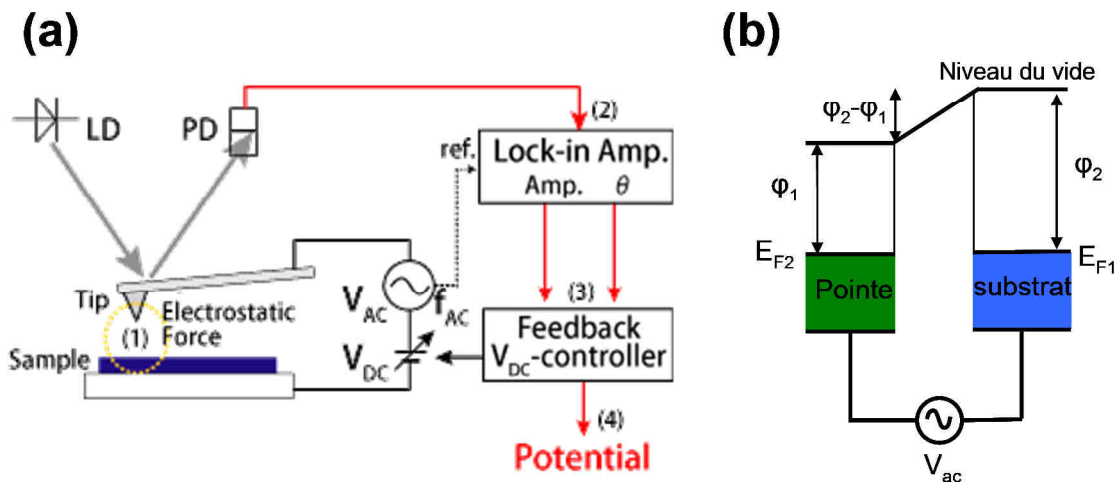 (a)
LD
PD
(2)
ref.
Lock-in Amp.
Amp. θ
Tip
(1)
Electrostatic
Force
Sample
V_AC
f_AC
V_DC
(3)
Feedback
V_DC-controller
(4)
Potential
(b)
Niveau du vide
φ₂-φ₁
φ₁
φ₂
E_F2
E_F1
Pointe
substrat
V_ac